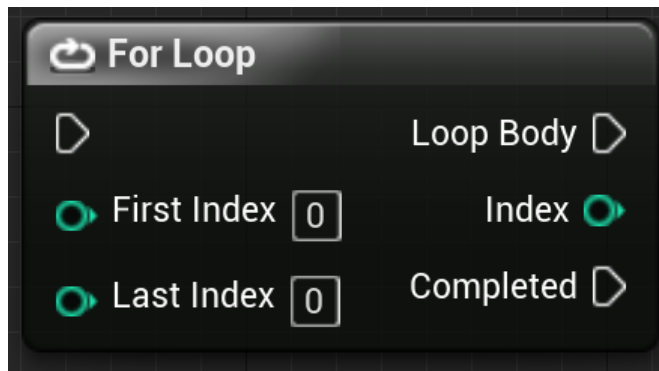 For Loop
Loop Body
First Index 0
Index
Last Index 0
Completed